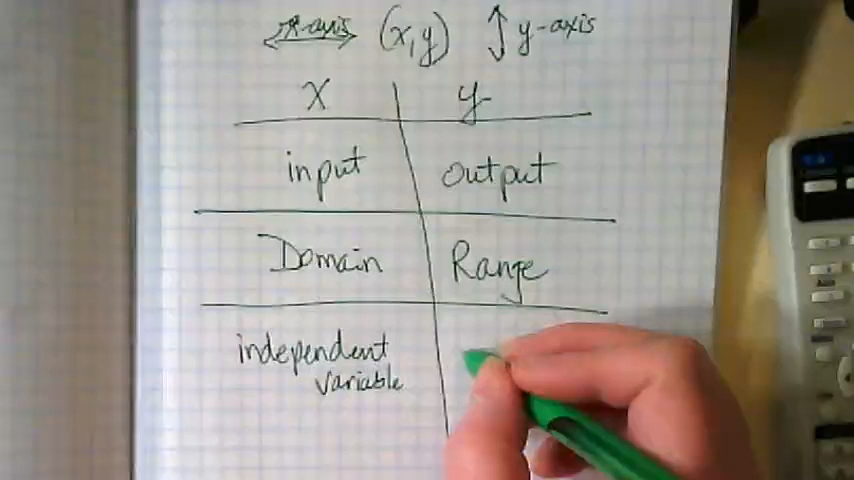 x-axis (x,y) y-axis
x y
input output
Domain Range
independent
variable